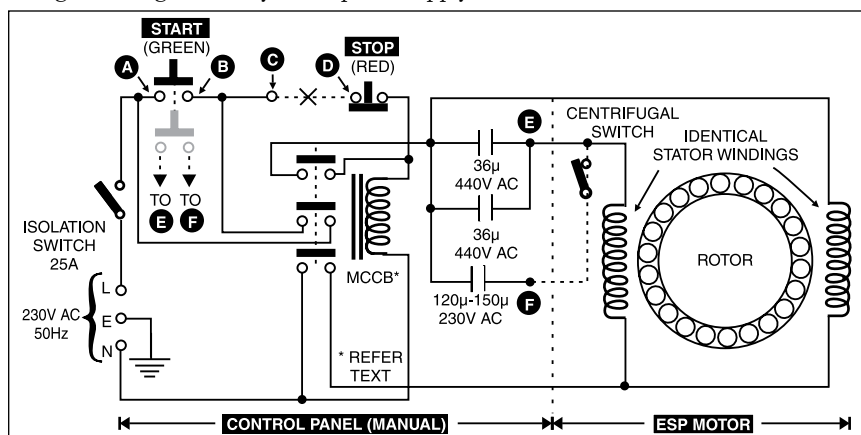 START
(GREEN)
STOP
(RED)
A
B
C
D
E
CENTRIFUGAL
SWITCH
IDENTICAL
STATOR WINDINGS
36µ
440V AC
36µ
440V AC
TO
E
TO
F
ISOLATION
SWITCH
25A
ROTOR
MCCB*
F
120µ-150µ
230V AC
L
230V AC
50Hz
E
N
* REFER
TEXT
CONTROL PANEL (MANUAL)
ESP MOTOR